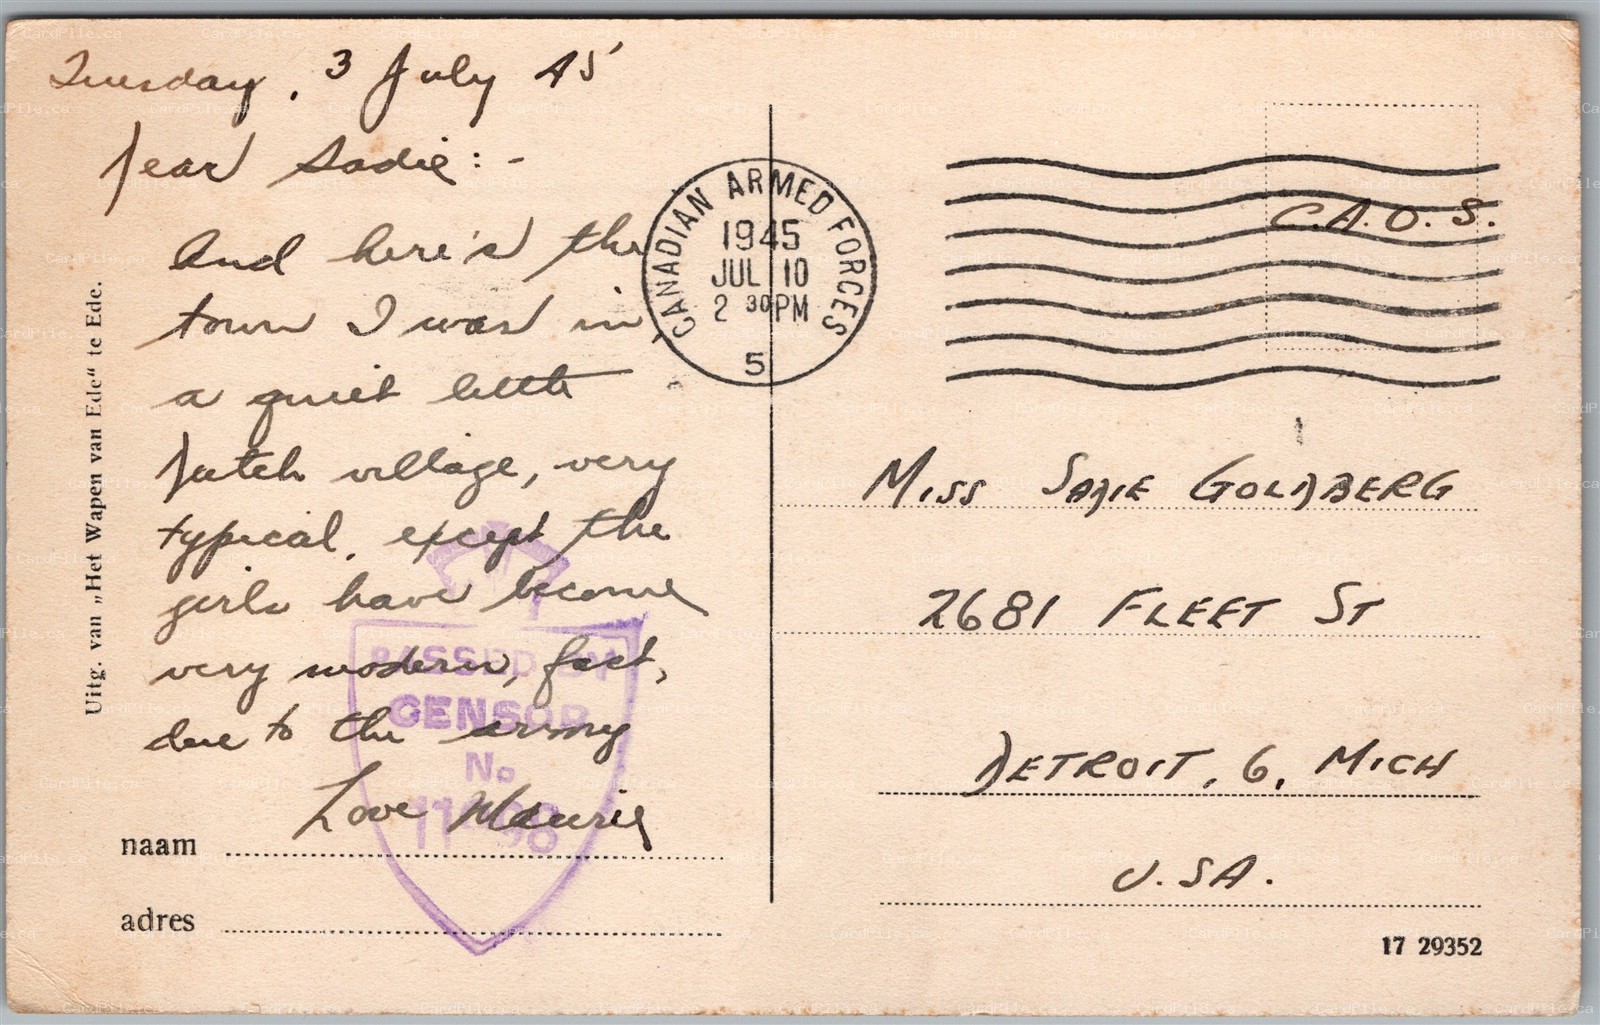 Tuesday, 3 July 45
Dear Sadie:-
And here's the
town I was in
a quiet little
Dutch village, very
typical, except the
girls have become
very modern, fast,
due to the army
Love Maurie
naam
adres
Uitg. van „Het Wapen van Ede“ te Ede.
CANADIAN ARMED FORCES
1945
JUL 10
2 30 PM
5
C.A.O.S.
MISS SADIE GOLDBERG
2681 FLEET ST
DETROIT, 6, MICH
U.SA.
17 29352
PASSED BY
CENSOR
No
CardPile.ca